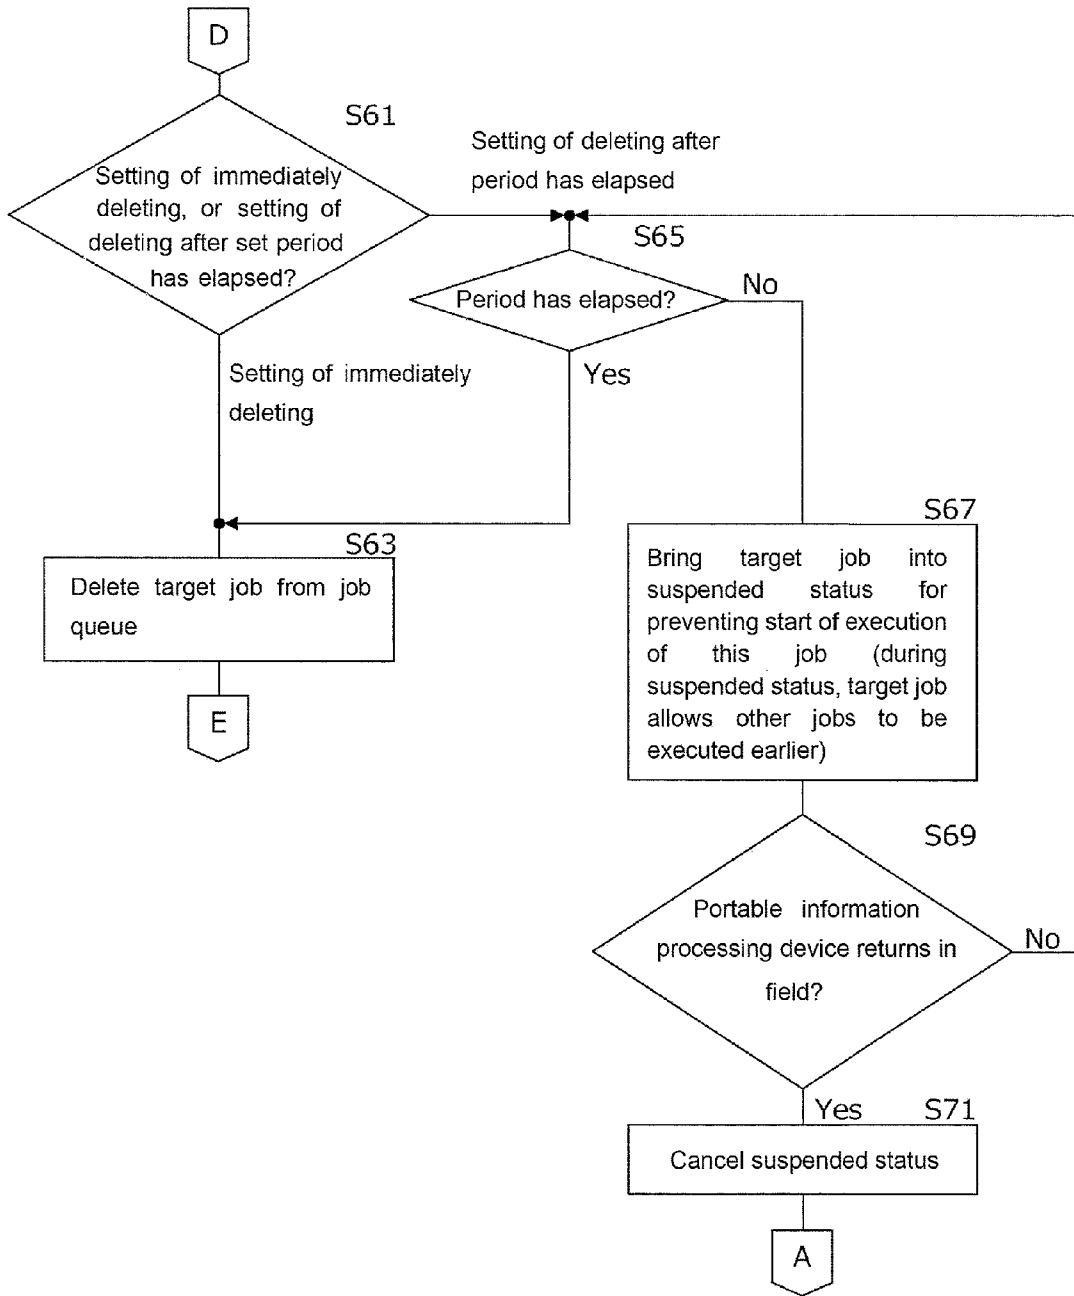 D
S61
Setting of immediately
deleting, or setting of
deleting after set period
has elapsed?
Setting of deleting after
period has elapsed
S65
Period has elapsed?
No
Yes
Setting of immediately
deleting
S63
Delete target job from job
queue
E
S67
Bring target job into
suspended status for
preventing start of execution
of this job (during
suspended status, target job
allows other jobs to be
executed earlier)
S69
Portable information
processing device returns in
field?
No
Yes
S71
Cancel suspended status
A